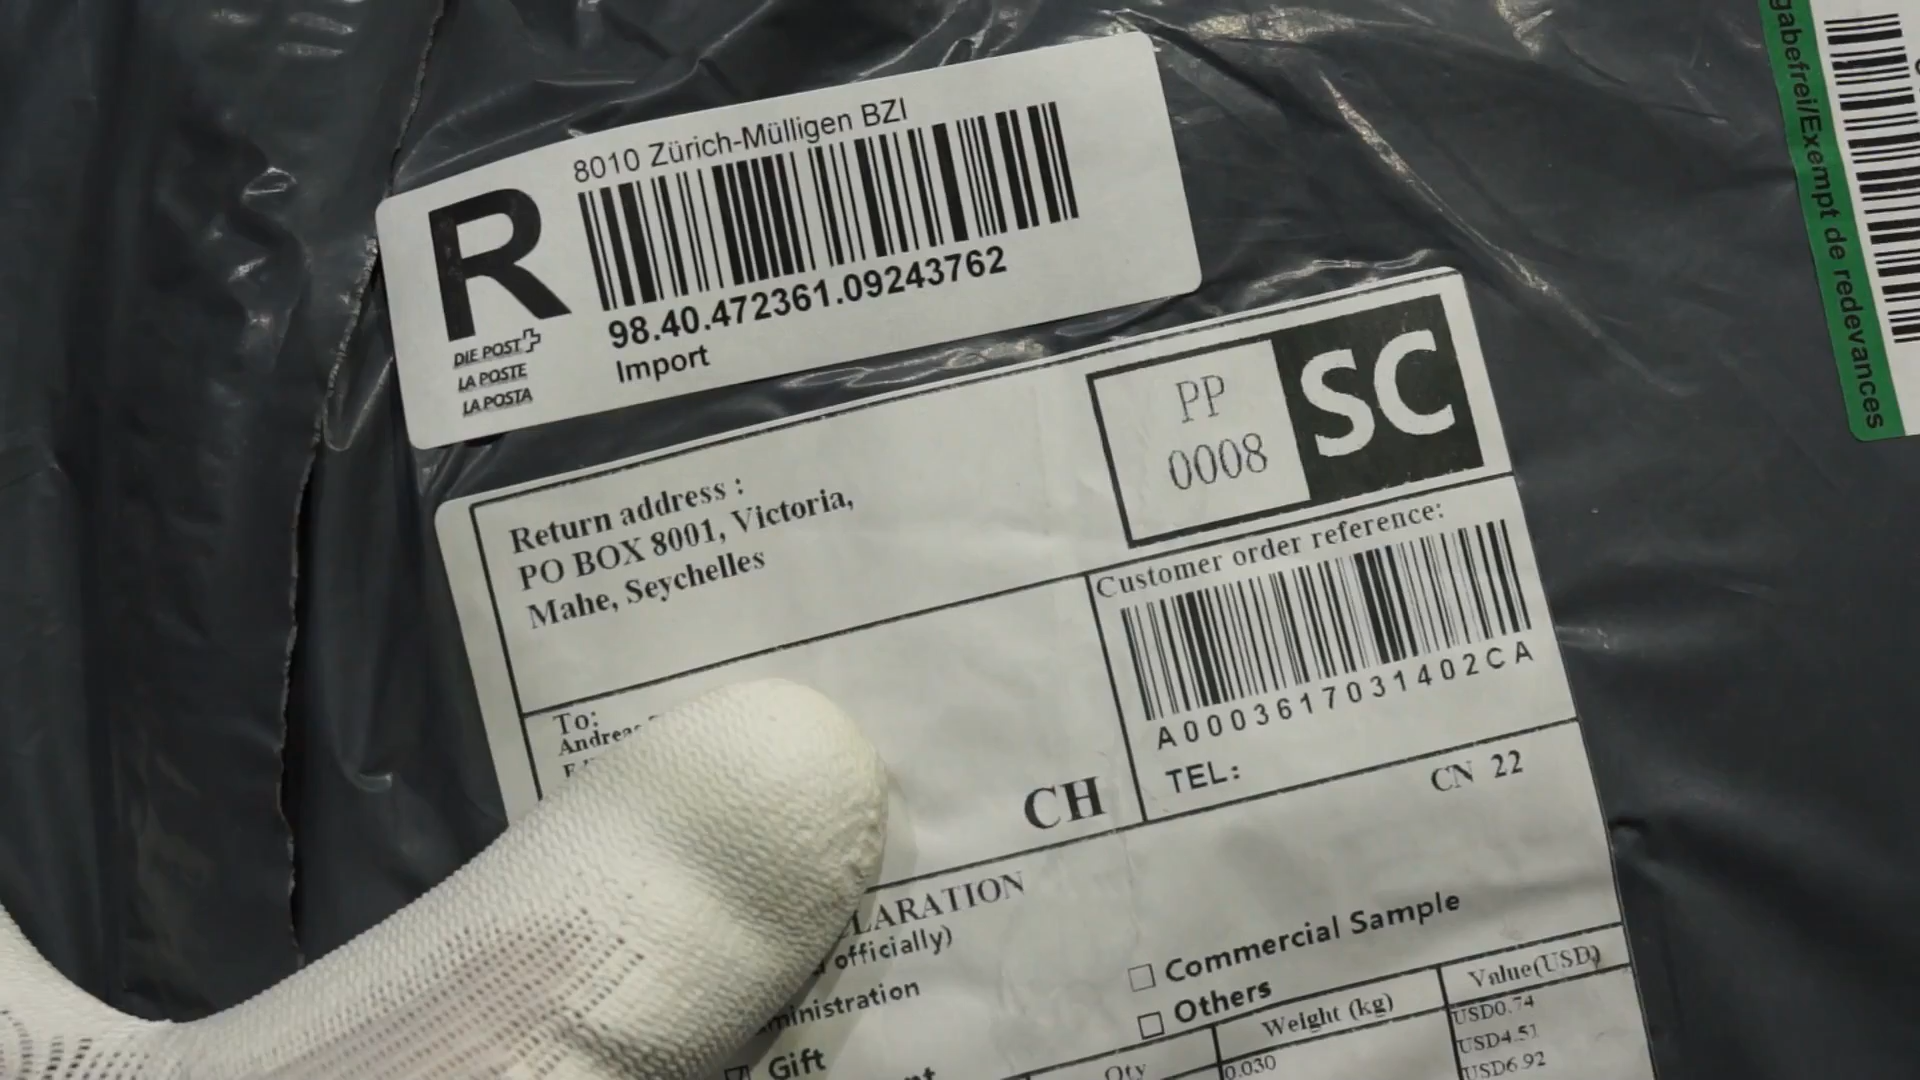 8010 Zürich-Mülligen BZI
R
98.40.472361.09243762
Import
DIE POST
LA POSTE
LA POSTA
gabefrei/Exempt de redevances
PP
0008
SC
Return address :
PO BOX 8001, Victoria,
Mahe, Seychelles
Customer order reference:
A0003617031402CA
To:
Andreas
CH
TEL:
CN 22
LARATION
officially)
Commercial Sample
ministration
Others
Gift
Qty
Weight (kg)
Value(USD)
0.030
USD0.74
USD4.51
USD6.92